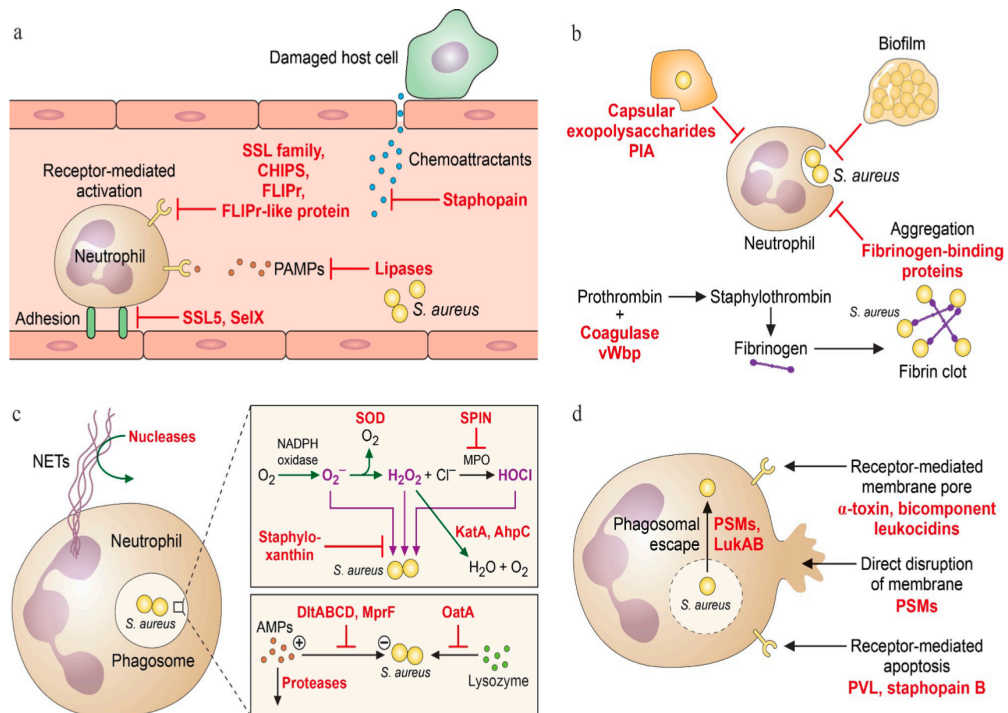 a
Damaged host cell
SSL family,
CHIPS,
FLIPr,
FLIPr-like protein
Receptor-mediated
activation
Chemoattractants
Staphopain
Neutrophil
PAMPs
Lipases
S. aureus
Adhesion
SSL5, SelX
b
Biofilm
Capsular
exopolysaccharides
PIA
S. aureus
Neutrophil
Aggregation
Fibrinogen-binding
proteins
Prothrombin
+
Coagulase
vWbp
Staphylothrombin
Fibrinogen
S. aureus
Fibrin clot
c
NETs
Nucleases
Neutrophil
S. aureus
Phagosome
SOD
O2
SPIN
NADPH
oxidase
MPO
O2
O2−
H2O2 + Cl−
HOCl
Staphylo-
xanthin
KatA, AhpC
S. aureus
H2O + O2
DltABCD, MprF
OatA
AMPs
+
−
S. aureus
Proteases
Lysozyme
d
Phagosomal
escape
PSMs,
LukAB
S. aureus
Receptor-mediated
membrane pore
α-toxin, bicomponent
leukocidins
Direct disruption
of membrane
PSMs
Receptor-mediated
apoptosis
PVL, staphopain B